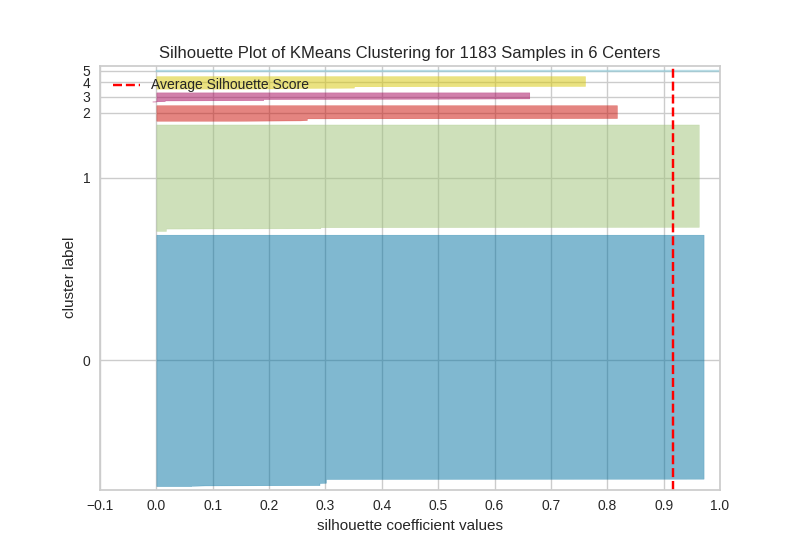 Silhouette Plot of KMeans Clustering for 1183 Samples in 6 Centers
5
4
3
2
1
0
Average Silhouette Score
cluster label
−0.1 0.0 0.1 0.2 0.3 0.4 0.5 0.6 0.7 0.8 0.9 1.0
silhouette coefficient values